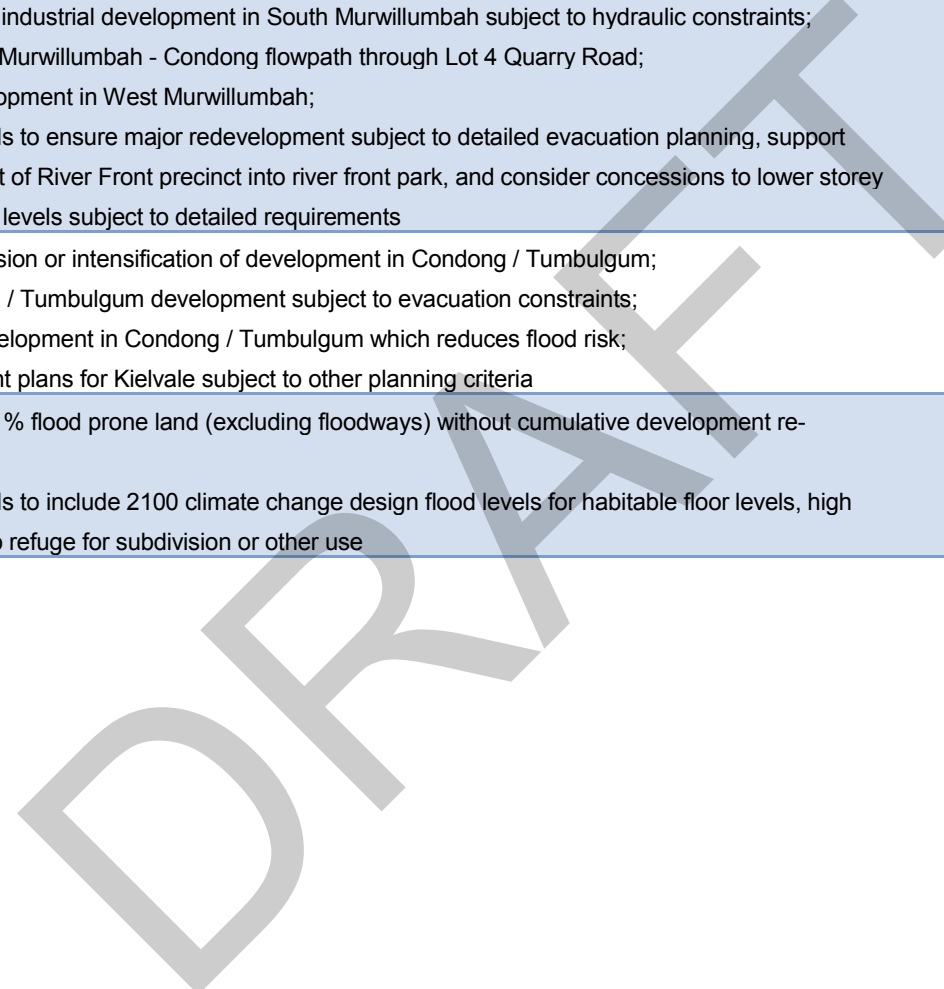 industrial development in South Murwillumbah subject to hydraulic constraints;
Murwillumbah - Condong flowpath through Lot 4 Quarry Road;
opment in West Murwillumbah;
ls to ensure major redevelopment subject to detailed evacuation planning, support
t of River Front precinct into river front park, and consider concessions to lower storey
levels subject to detailed requirements
sion or intensification of development in Condong / Tumbulgum;
/ Tumbulgum development subject to evacuation constraints;
velopment in Condong / Tumbulgum which reduces flood risk;
nt plans for Kielvale subject to other planning criteria
% flood prone land (excluding floodways) without cumulative development re-
ls to include 2100 climate change design flood levels for habitable floor levels, high
o refuge for subdivision or other use
DRAFT